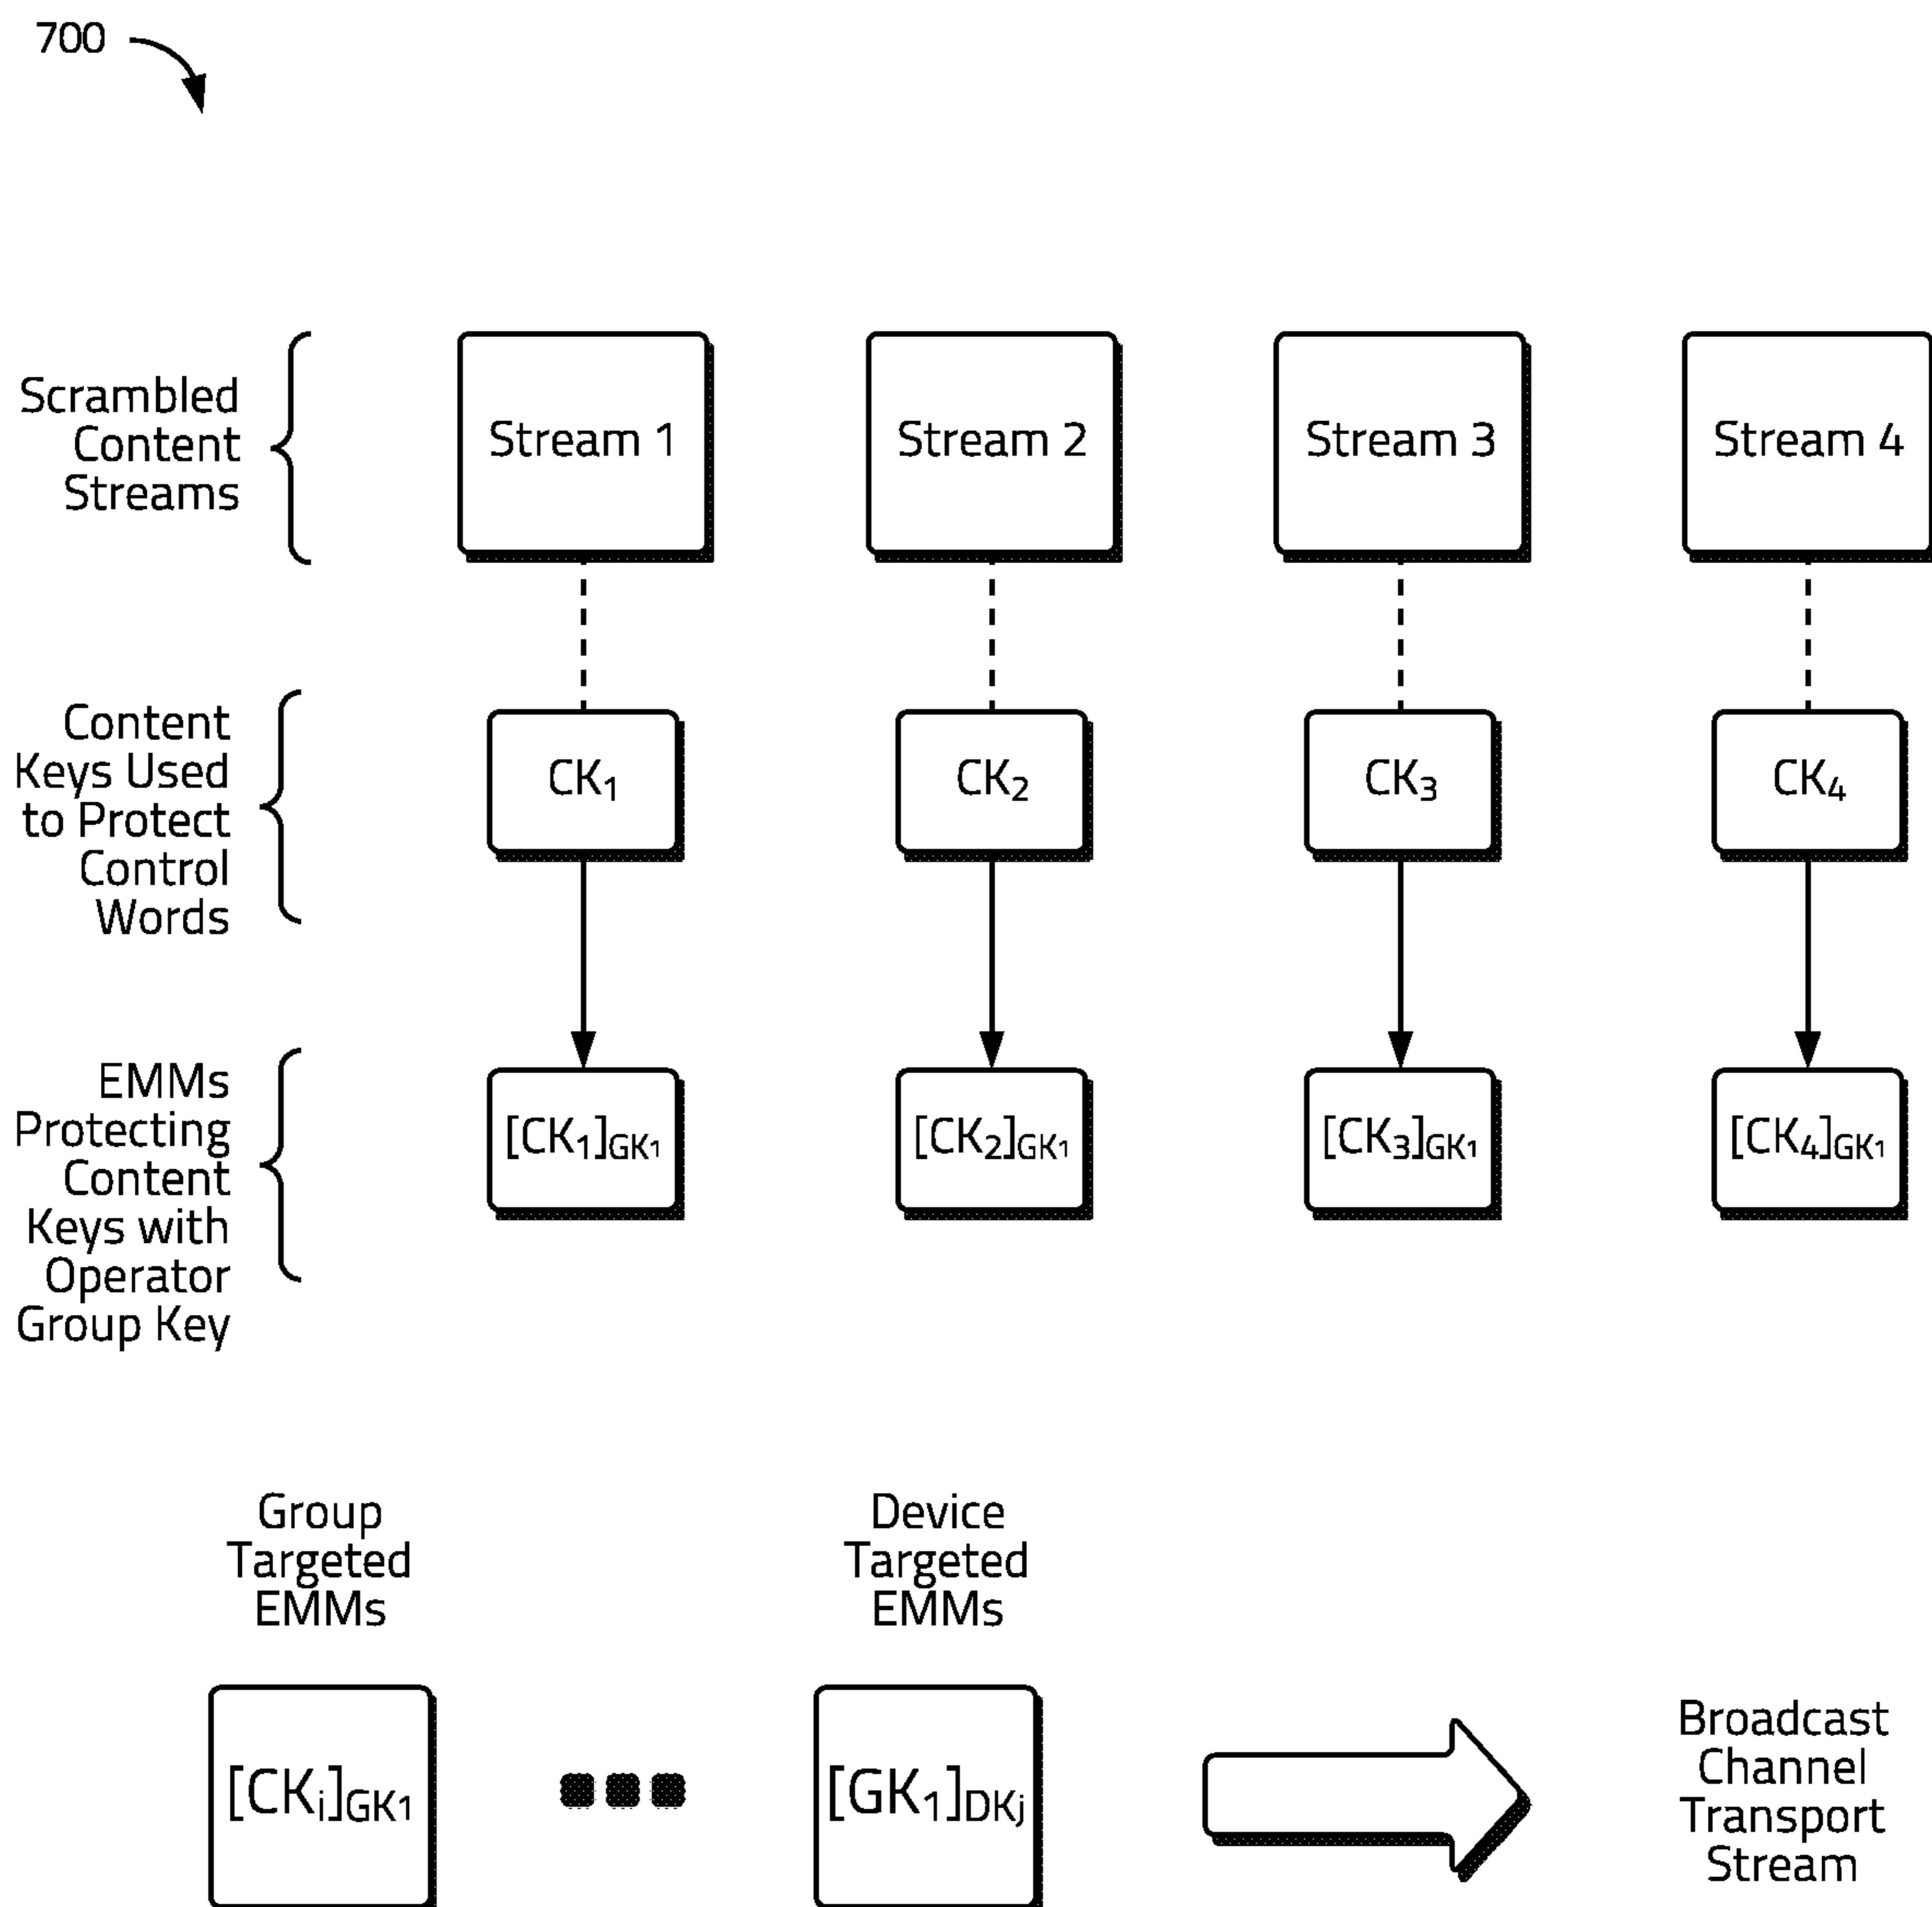 700
Scrambled
Content
Streams
Stream 1
Stream 2
Stream 3
Stream 4
Content
Keys Used
to Protect
Control
Words
CK₁
CK₂
CK₃
CK₄
EMMs
Protecting
Content
Keys with
Operator
Group Key
[CK₁]GK₁
[CK₂]GK₁
[CK₃]GK₁
[CK₄]GK₁
Group
Targeted
EMMs
Device
Targeted
EMMs
[CKᵢ]GK₁
[GK₁]DKⱼ
Broadcast
Channel
Transport
Stream